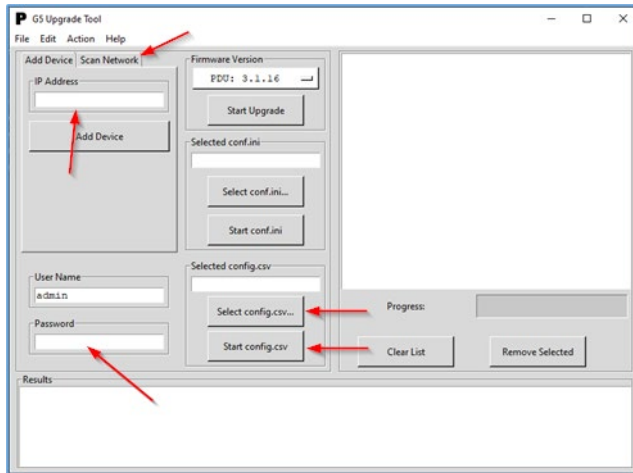 G5 Upgrade Tool
File Edit Action Help
Add Device Scan Network
IP Address
Add Device
User Name
admin
Password
Firmware Version
PDU: 3.1.16
Start Upgrade
Selected conf.ini
Select conf.ini...
Start conf.ini
Selected config.csv
Select config.csv...
Start config.csv
Progress:
Clear List Remove Selected
Results